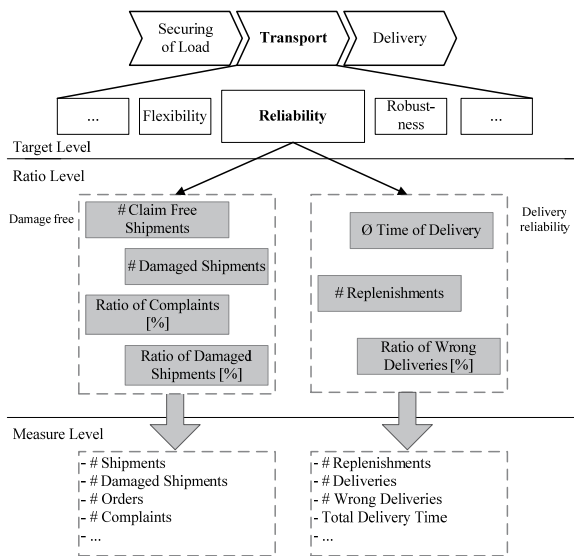 Securing
of Load
Transport
Delivery
...
Flexibility
Reliability
Robust-
ness
...
Target Level
Ratio Level
Damage free
# Claim Free
Shipments
# Damaged Shipments
Ratio of Complaints
[%]
Ratio of Damaged
Shipments [%]
Ø Time of Delivery
Delivery
reliability
# Replenishments
Ratio of Wrong
Deliveries [%]
Measure Level
- # Shipments
- # Damaged Shipments
- # Orders
- # Complaints
- ...
- # Replenishments
- # Deliveries
- # Wrong Deliveries
- Total Delivery Time
- ...